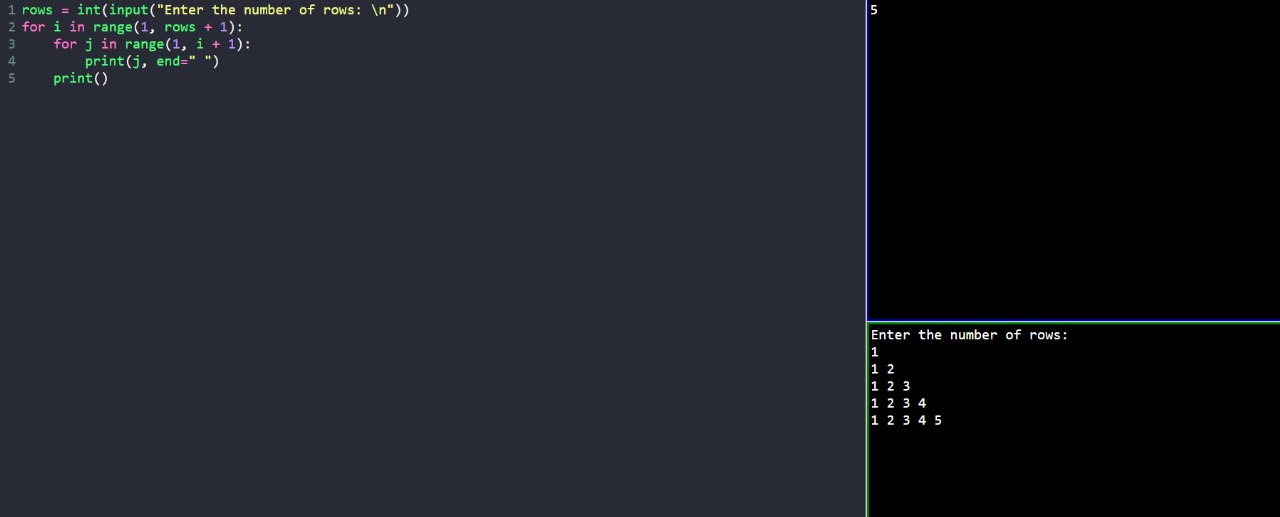 1 rows = int(input("Enter the number of rows: \n"))
2 for i in range(1, rows + 1):
3     for j in range(1, i + 1):
4         print(j, end=" ")
5     print()
5
Enter the number of rows:
1
1 2
1 2 3
1 2 3 4
1 2 3 4 5